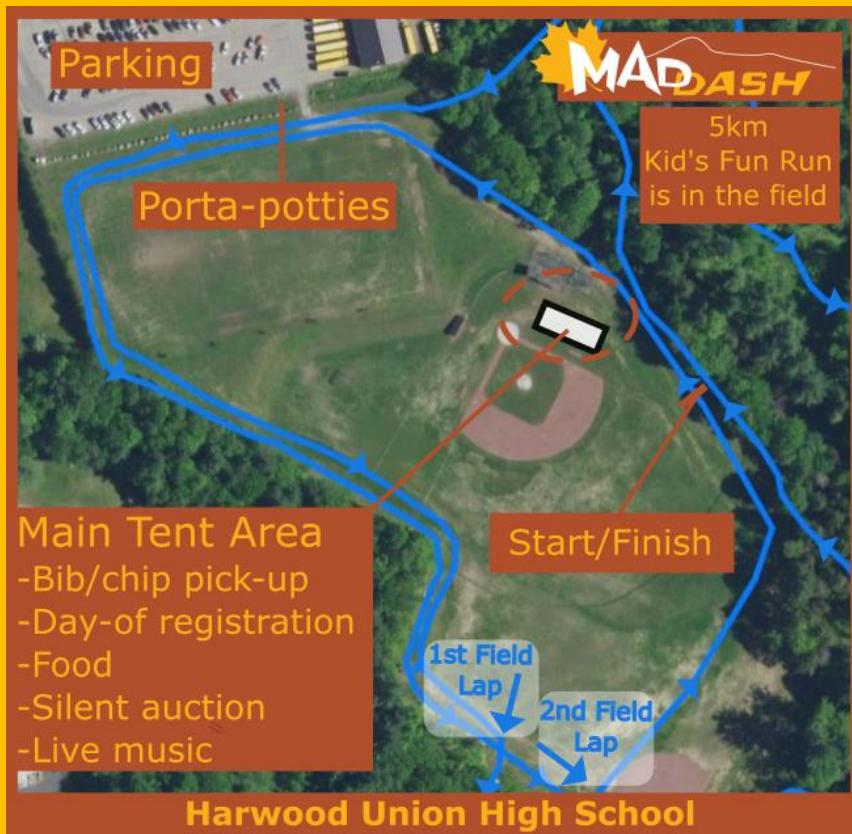 Parking
MAD
DASH
5km
Kid's Fun Run
is in the field
Porta-potties
Main Tent Area
-Bib/chip pick-up
-Day-of registration
-Food
-Silent auction
-Live music
Start/Finish
1st Field
Lap
2nd Field
Lap
Harwood Union High School